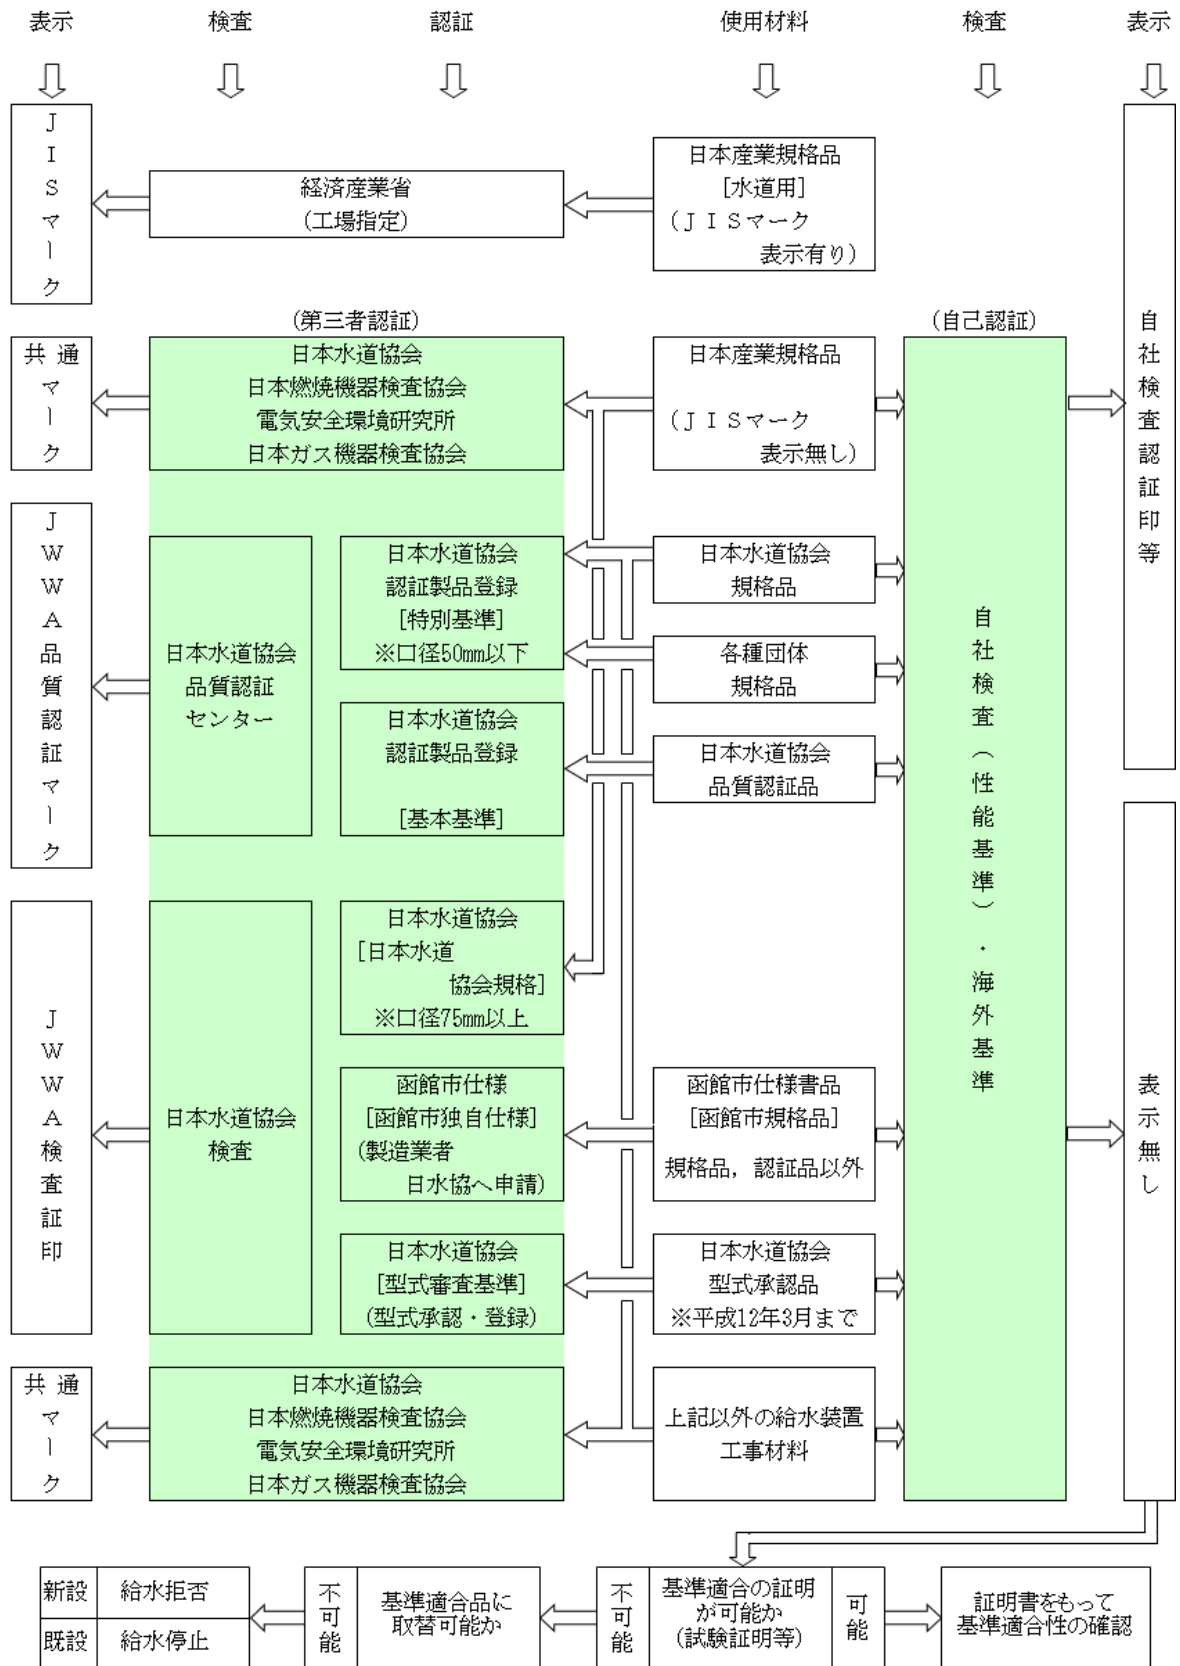 表示
検査
認証
使用材料
検査
表示
ＪＩＳマーク
経済産業省
(工場指定)
日本産業規格品
[水道用]
(ＪＩＳマーク
表示有り)
(第三者認証)
(自己認証)
共通
マーク
日本水道協会
日本燃焼機器検査協会
電気安全環境研究所
日本ガス機器検査協会
日本産業規格品
(ＪＩＳマーク
表示無し)
自社検査認証印等
ＪＷＷＡ品質認証マーク
日本水道協会
品質認証
センター
日本水道協会
認証製品登録
[特別基準]
※口径50mm以下
日本水道協会
規格品
各種団体
規格品
日本水道協会
認証製品登録
[基本基準]
日本水道協会
品質認証品
自社検査（性能基準）・海外基準
ＪＷＷＡ検査証印
日本水道協会
検査
日本水道協会
[日本水道
協会規格]
※口径75mm以上
函館市仕様
[函館市独自仕様]
(製造業者
日水協へ申請)
函館市仕様書品
[函館市規格品]
規格品，認証品以外
表示無し
日本水道協会
[型式審査基準]
(型式承認・登録)
日本水道協会
型式承認品
※平成12年3月まで
共通
マーク
日本水道協会
日本燃焼機器検査協会
電気安全環境研究所
日本ガス機器検査協会
上記以外の給水装置
工事材料
新設
給水拒否
既設
給水停止
不可能
基準適合品に
取替可能か
不可能
基準適合の証明
が可能か
(試験証明等)
可能
証明書をもって
基準適合性の確認